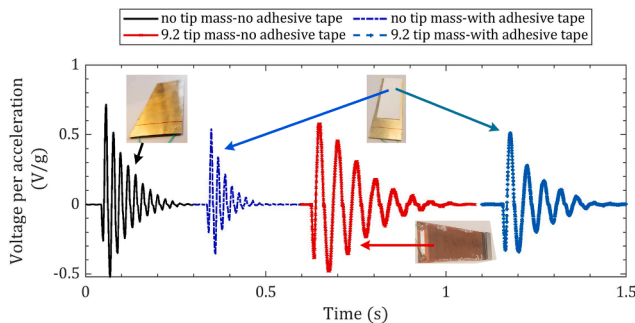 no tip mass-no adhesive tape
no tip mass-with adhesive tape
9.2 tip mass-no adhesive tape
9.2 tip mass-with adhesive tape
Voltage per acceleration
(V/g)
1
0.5
0
-0.5
0
0.5
1
1.5
Time (s)